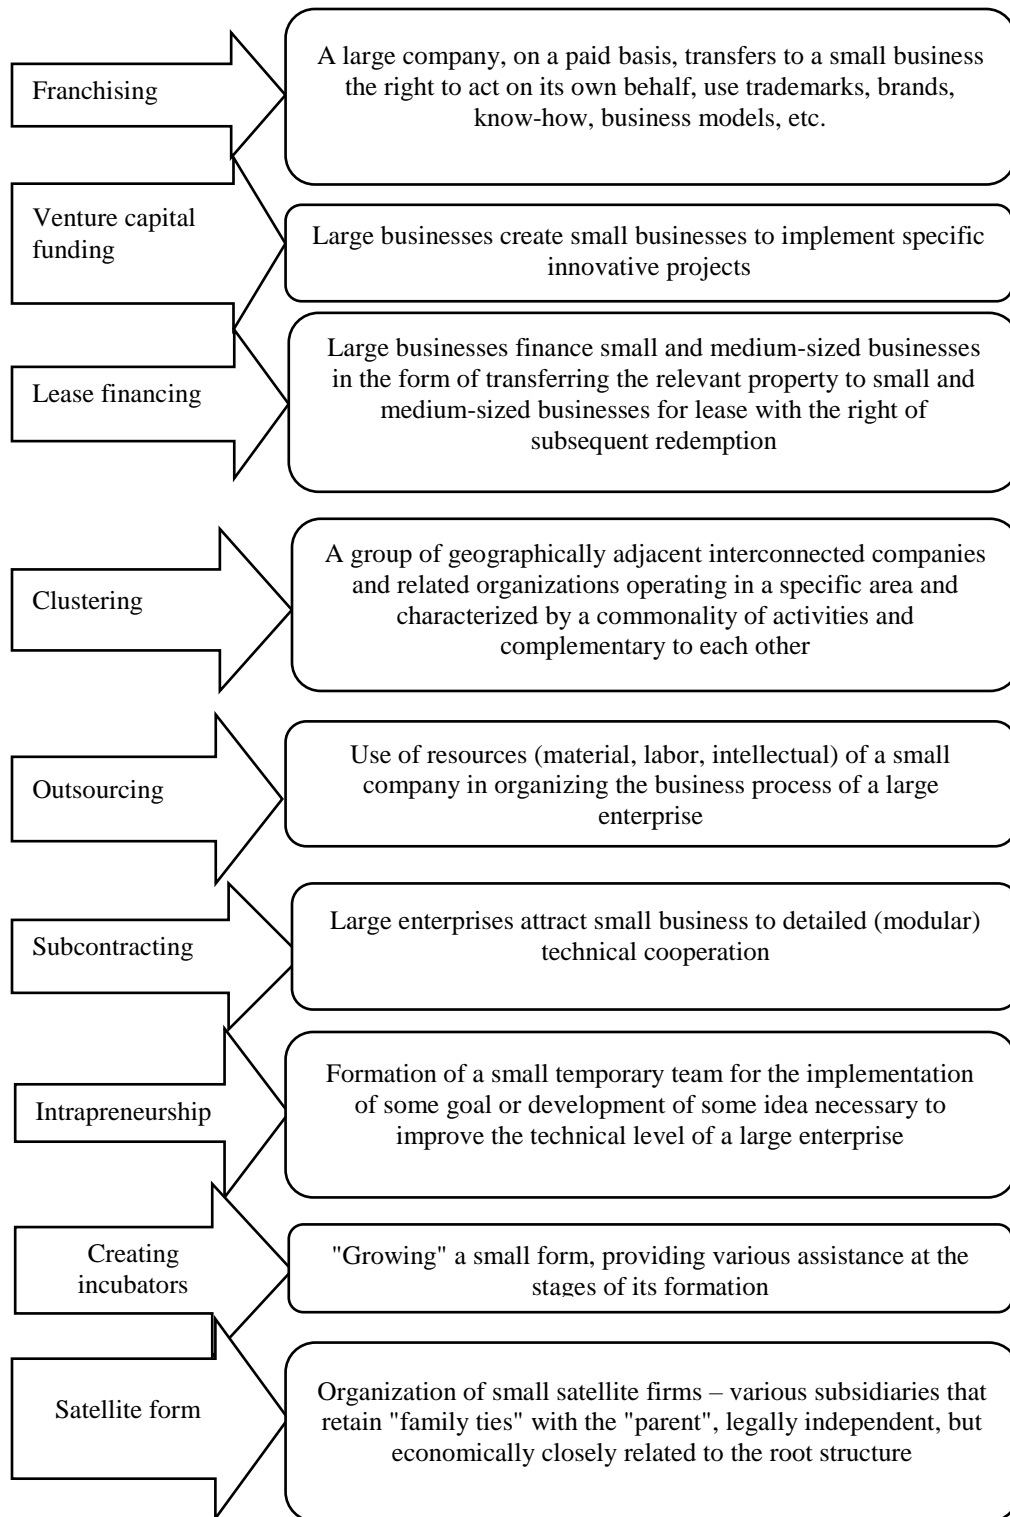 Franchising
A large company, on a paid basis, transfers to a small business
the right to act on its own behalf, use trademarks, brands,
know-how, business models, etc.
Venture capital
funding
Large businesses create small businesses to implement specific
innovative projects
Lease financing
Large businesses finance small and medium-sized businesses
in the form of transferring the relevant property to small and
medium-sized businesses for lease with the right of
subsequent redemption
Clustering
A group of geographically adjacent interconnected companies
and related organizations operating in a specific area and
characterized by a commonality of activities and
complementary to each other
Outsourcing
Use of resources (material, labor, intellectual) of a small
company in organizing the business process of a large
enterprise
Subcontracting
Large enterprises attract small business to detailed (modular)
technical cooperation
Intrapreneurship
Formation of a small temporary team for the implementation
of some goal or development of some idea necessary to
improve the technical level of a large enterprise
Creating
incubators
"Growing" a small form, providing various assistance at the
stages of its formation
Satellite form
Organization of small satellite firms – various subsidiaries that
retain "family ties" with the "parent", legally independent, but
economically closely related to the root structure